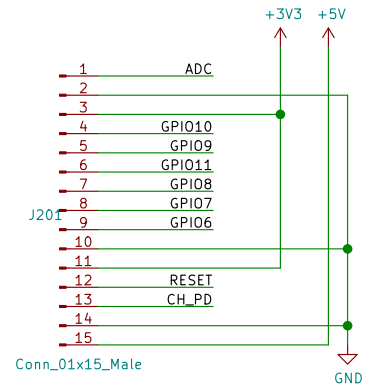 +3V3 +5V
1 ADC
2
3
4 GPIO10
5 GPIO9
6 GPIO11
7 GPIO8
8 GPIO7
J201
9 GPIO6
10
11
12 RESET
13 CH_PD
14
15
Conn_01x15_Male
GND